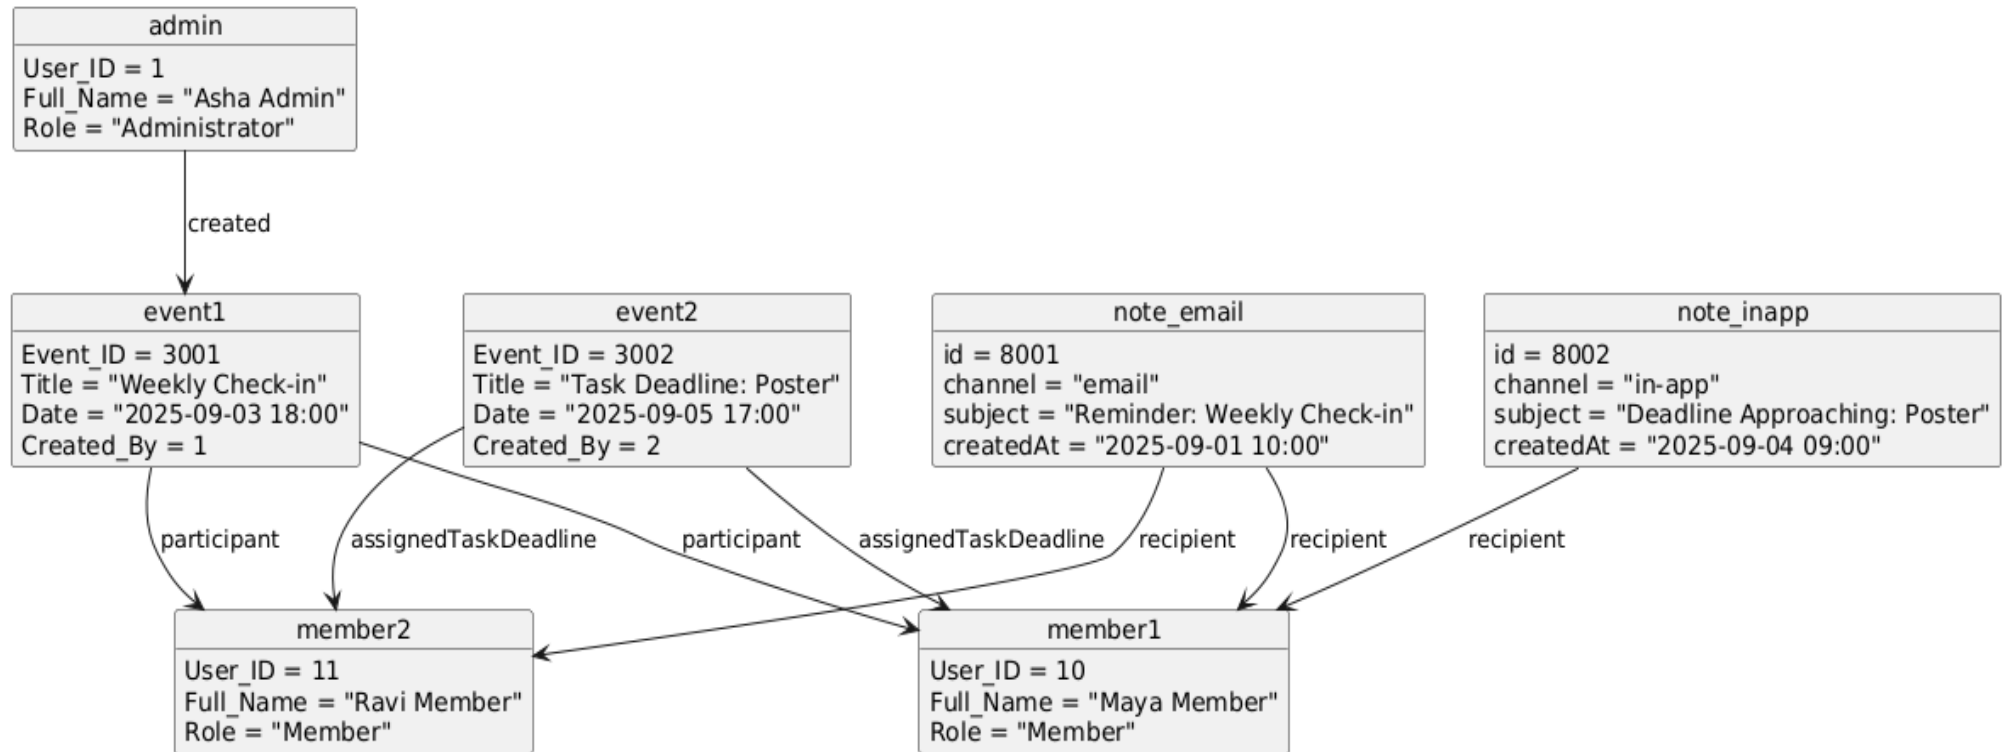 admin
User_ID = 1
Full_Name = "Asha Admin"
Role = "Administrator"
created
event1
Event_ID = 3001
Title = "Weekly Check-in"
Date = "2025-09-03 18:00"
Created_By = 1
event2
Event_ID = 3002
Title = "Task Deadline: Poster"
Date = "2025-09-05 17:00"
Created_By = 2
note_email
id = 8001
channel = "email"
subject = "Reminder: Weekly Check-in"
createdAt = "2025-09-01 10:00"
note_inapp
id = 8002
channel = "in-app"
subject = "Deadline Approaching: Poster"
createdAt = "2025-09-04 09:00"
participant
assignedTaskDeadline
participant
assignedTaskDeadline
recipient
recipient
recipient
member2
User_ID = 11
Full_Name = "Ravi Member"
Role = "Member"
member1
User_ID = 10
Full_Name = "Maya Member"
Role = "Member"